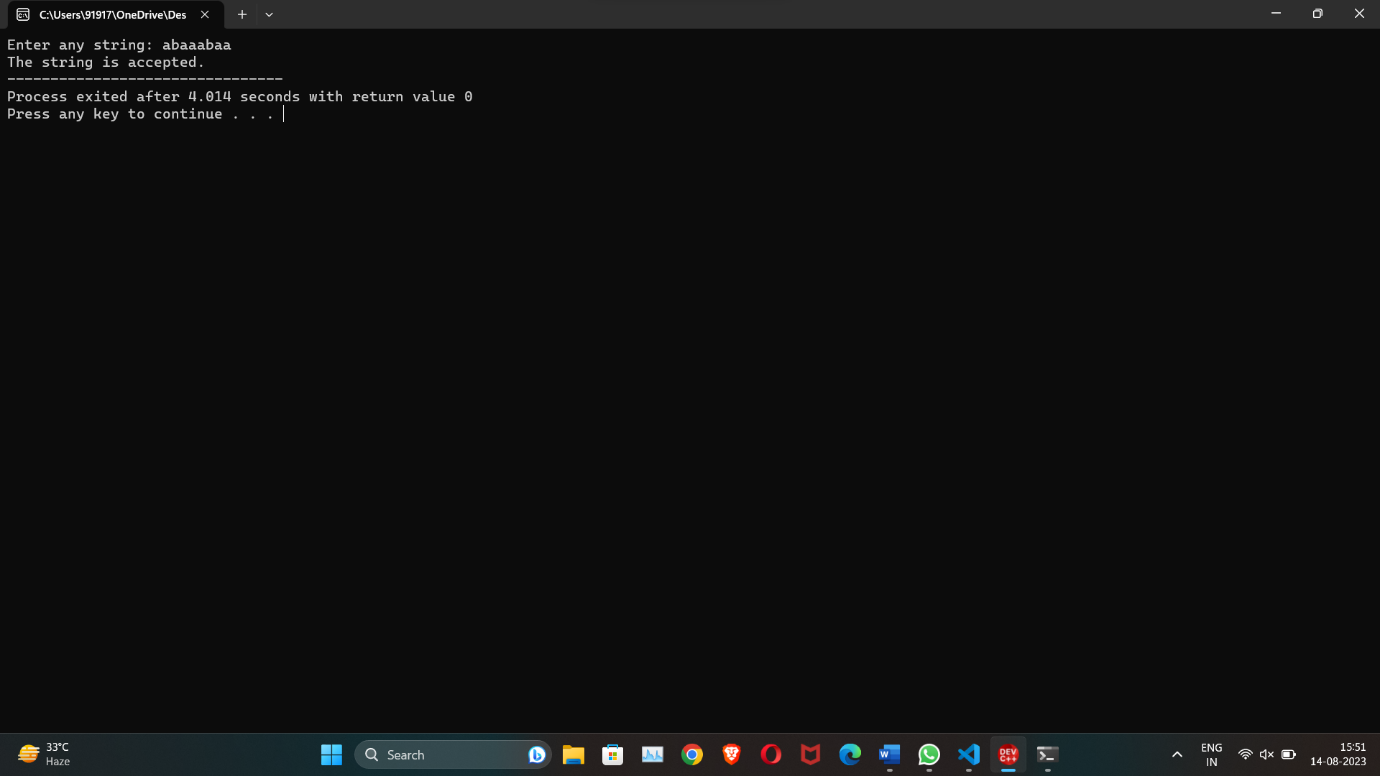 C:\Users\91917\OneDrive\Des
Enter any string: abaaabaa
The string is accepted.
--------------------------------
Process exited after 4.014 seconds with return value 0
Press any key to continue . . .
33°C
Haze
Search
DEV
C++
ENG
IN
15:51
14-08-2023